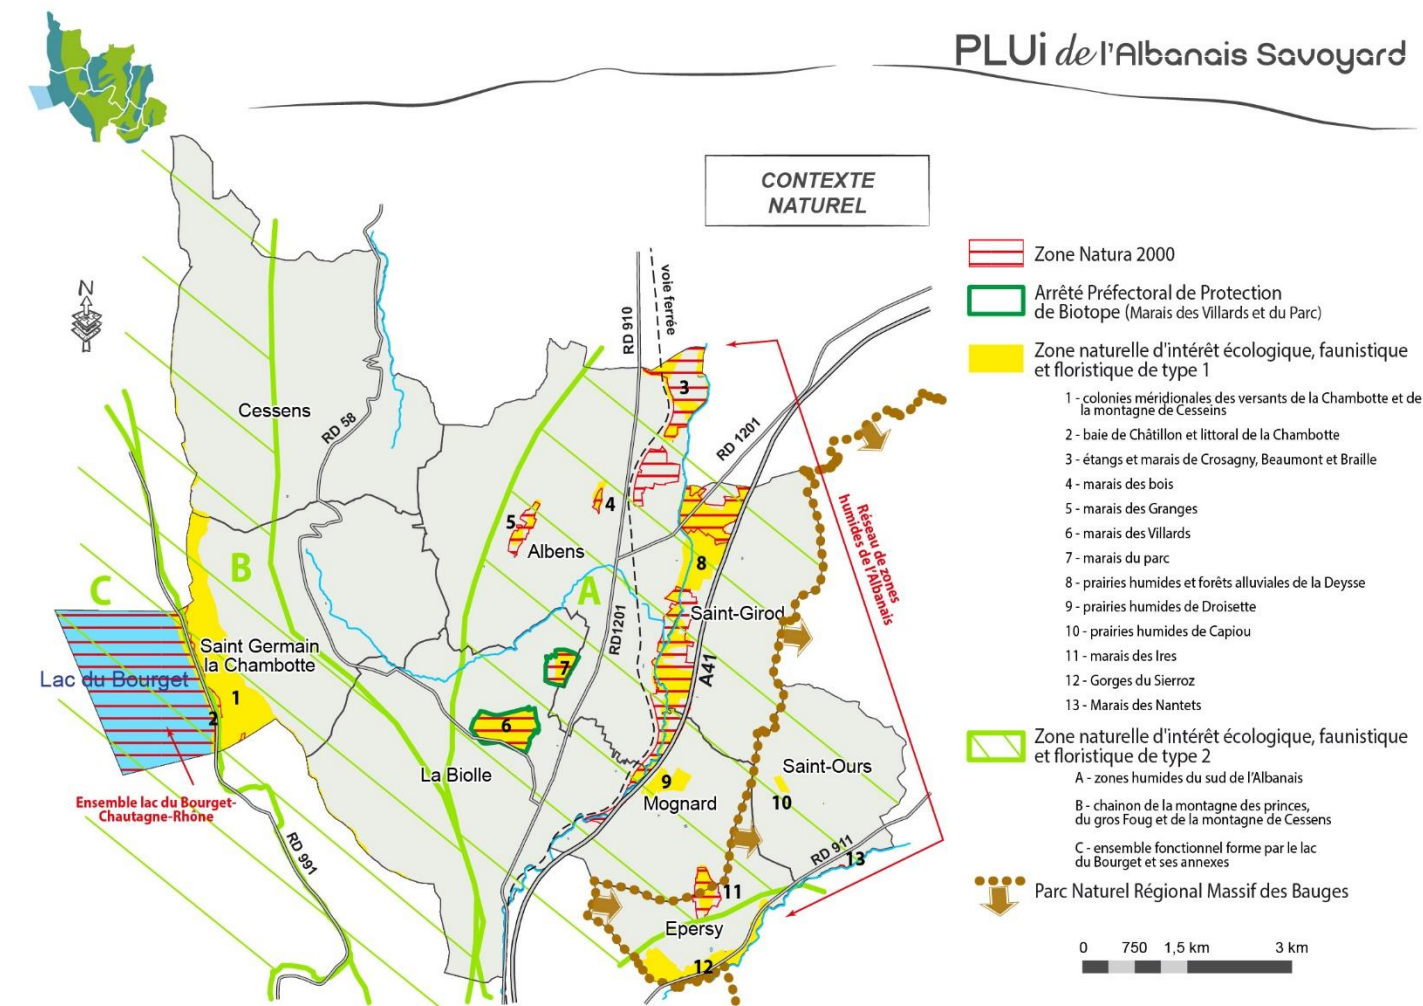 PLUi de l'Albanais Savoyard
CONTEXTE
NATUREL
N
Cessens
RD 58
RD 910
voie ferrée
RD 1201
3
4
5
Albens
A
B
C
8
Saint-Girod
Réseau de zones
humides de l'Albanais
RD1201
A41
Saint Germain
la Chambotte
Lac du Bourget
1
2
7
6
La Biolle
9
Mognard
Saint-Ours
10
Ensemble lac du Bourget-
Chautagne-Rhône
RD 991
RD 911
13
11
Epersy
12
Zone Natura 2000
Arrêté Préfectoral de Protection
de Biotope (Marais des Villards et du Parc)
Zone naturelle d'intérêt écologique, faunistique
et floristique de type 1
1 - colonies méridionales des versants de la Chambotte et de
la montagne de Cesseins
2 - baie de Châtillon et littoral de la Chambotte
3 - étangs et marais de Crosagny, Beaumont et Braille
4 - marais des bois
5 - marais des Granges
6 - marais des Villards
7 - marais du parc
8 - prairies humides et forêts alluviales de la Deysse
9 - prairies humides de Droisette
10 - prairies humides de Capiou
11 - marais des Ires
12 - Gorges du Sierroz
13 - Marais des Nantets
Zone naturelle d'intérêt écologique, faunistique
et floristique de type 2
A - zones humides du sud de l'Albanais
B - chainon de la montagne des princes,
du gros Foug et de la montagne de Cessens
C - ensemble fonctionnel forme par le lac
du Bourget et ses annexes
Parc Naturel Régional Massif des Bauges
0 750 1,5 km 3 km